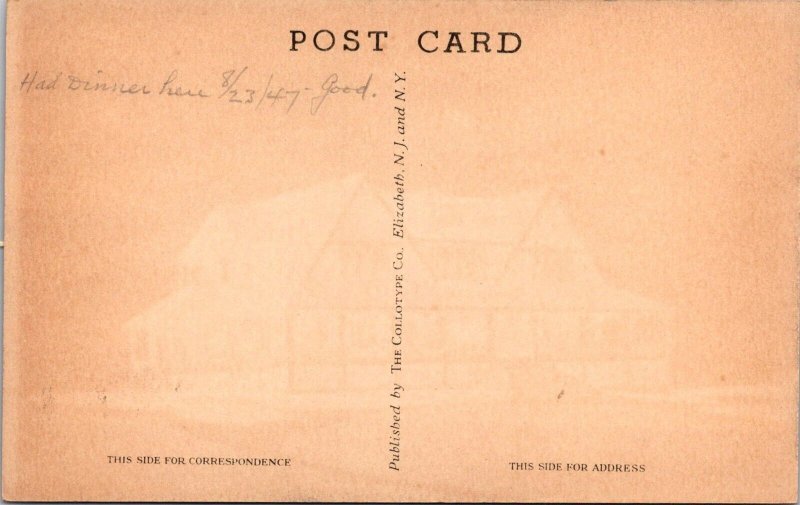 POST CARD
Had Dinner here 8/23/47 - Good.
Published by THE COLLOTYPE CO., Elizabeth, N. J. and N. Y.
THIS SIDE FOR CORRESPONDENCE
THIS SIDE FOR ADDRESS